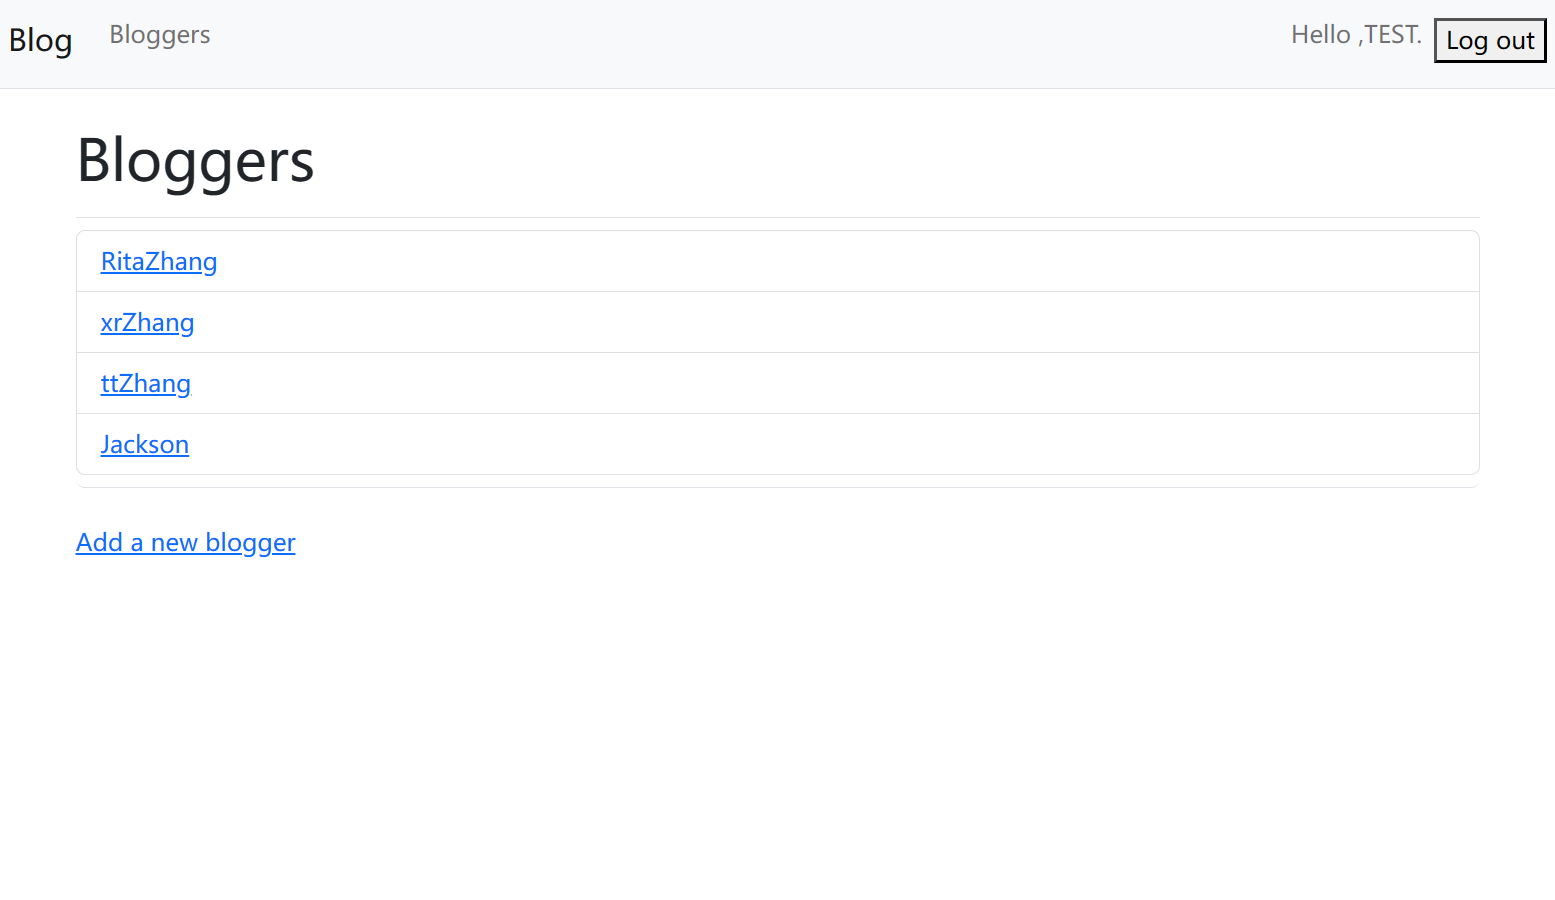 Blog Bloggers Hello ,TEST. Log out
Bloggers
RitaZhang
xrZhang
ttZhang
Jackson
Add a new blogger